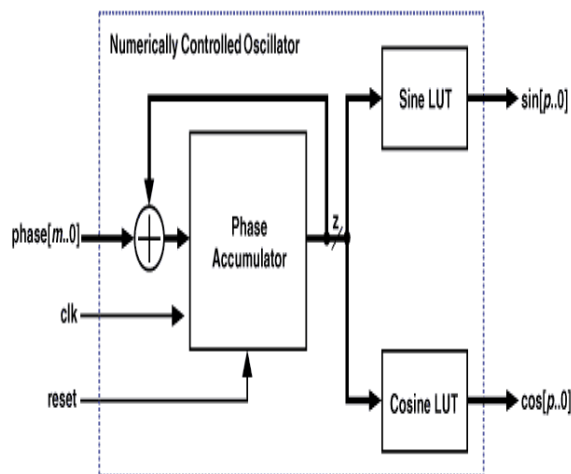 Numerically Controlled Oscillator
Sine LUT
sin[p..0]
phase[m..0]
Phase
Accumulator
z
clk
reset
Cosine LUT
cos[p..0]